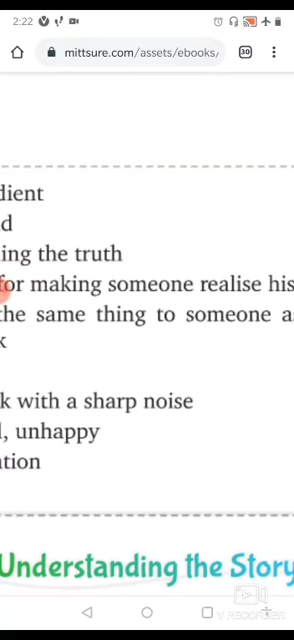 2:22
mittsure.com/assets/ebooks/
30
dient
d
ing the truth
for making someone realise his
the same thing to someone a
k
k with a sharp noise
l, unhappy
ation
Understanding the Story
V RECORDER